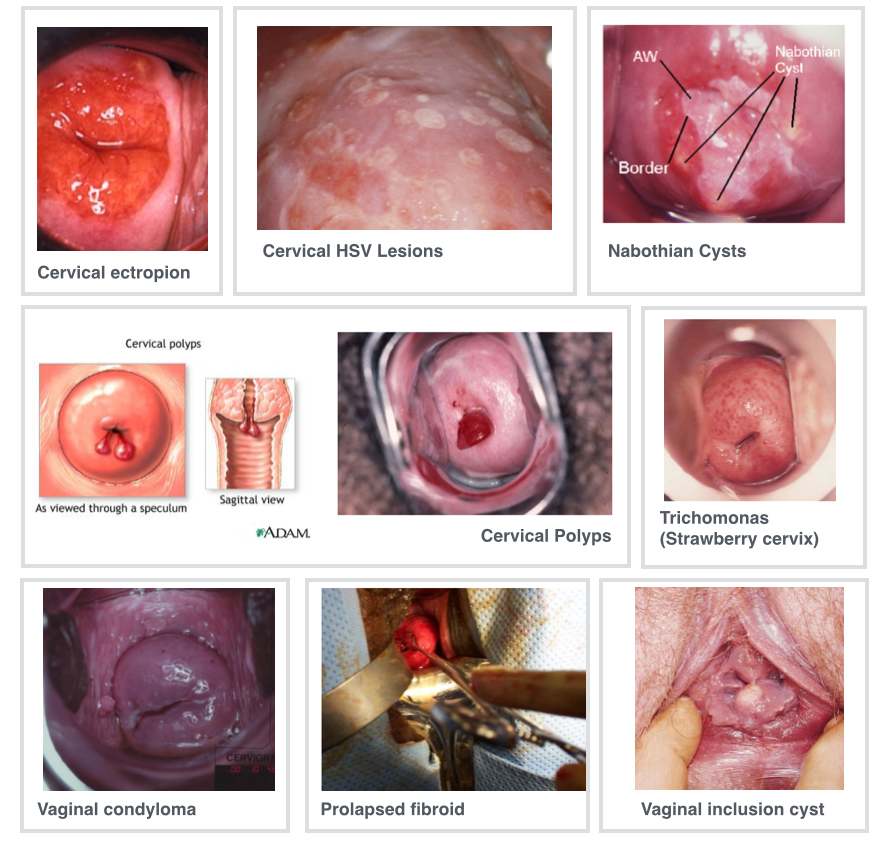 Cervical ectropion
Cervical HSV Lesions
AW
Nabothian
Cyst
Border
Nabothian Cysts
Cervical polyps
As viewed through a speculum
Sagittal view
ADAM.
Cervical Polyps
Trichomonas
(Strawberry cervix)
Vaginal condyloma
Prolapsed fibroid
Vaginal inclusion cyst